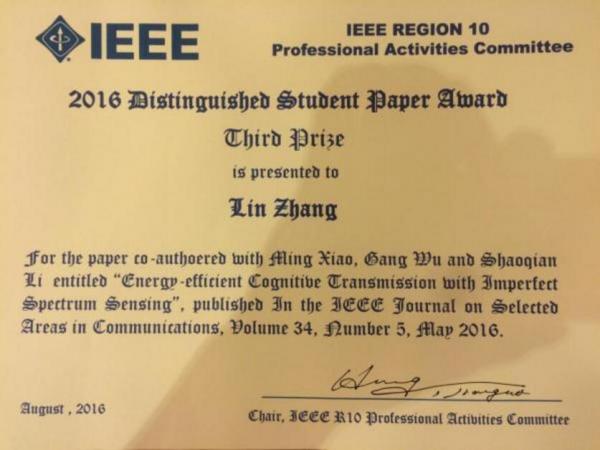 IEEE
IEEE REGION 10
Professional Activities Committee
2016 Distinguished Student Paper Award
Third Prize
is presented to
Lin Zhang
For the paper co-authoered with Ming Xiao, Gang Wu and Shaoqian
Li entitled “Energy-efficient Cognitive Transmission with Imperfect
Spectrum Sensing”, published In the IEEE Journal on Selected
Areas in Communications, Volume 34, Number 5, May 2016.
August , 2016
Chair, IEEE R10 Professional Activities Committee